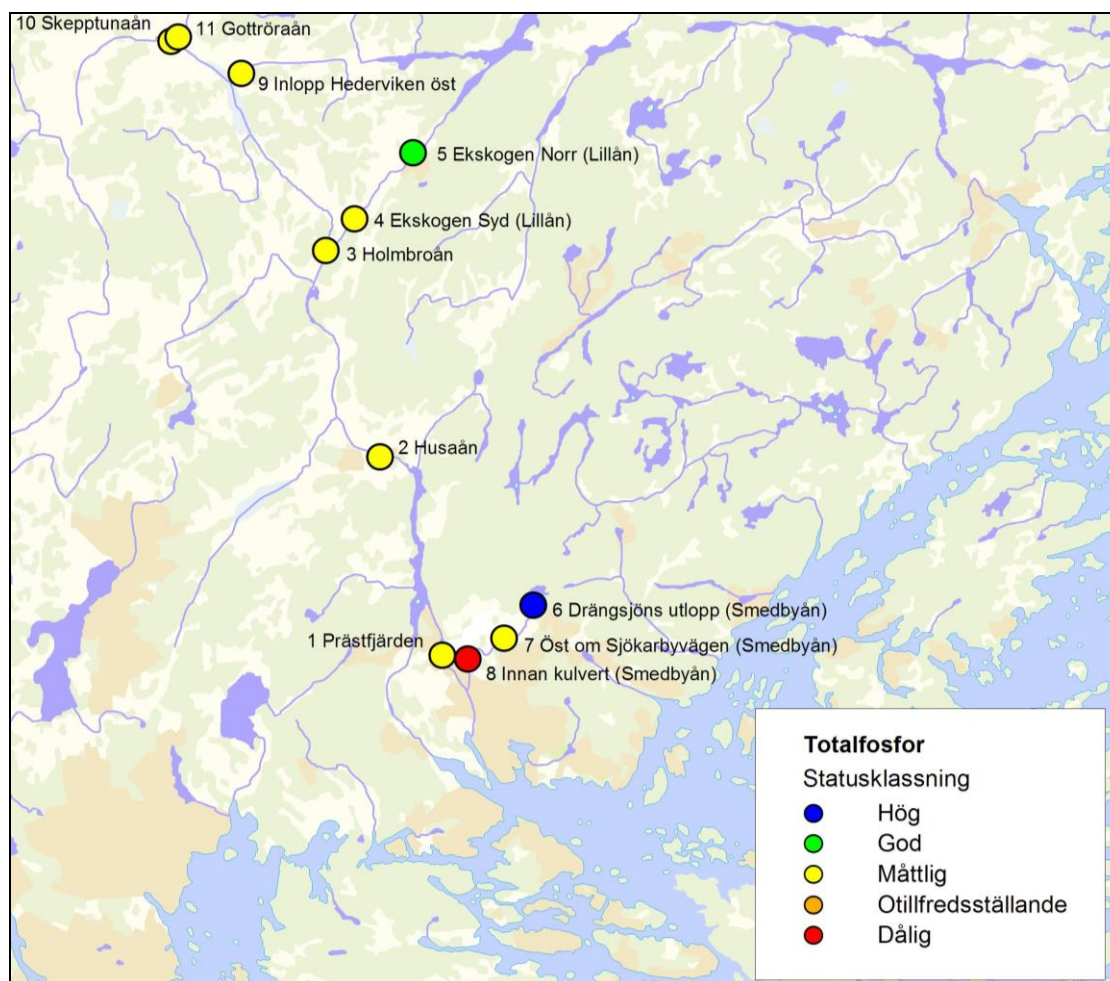 10 Skepptunaån
11 Gottröraån
9 Inlopp Hederviken öst
5 Ekskogen Norr (Lillån)
4 Ekskogen Syd (Lillån)
3 Holmbroån
2 Husaån
6 Drängsjöns utlopp (Smedbyån)
1 Prästfjärden
7 Öst om Sjökarbyvägen (Smedbyån)
8 Innan kulvert (Smedbyån)
Totalfosfor
Statusklassning
Hög
God
Måttlig
Otillfredsställande
Dålig